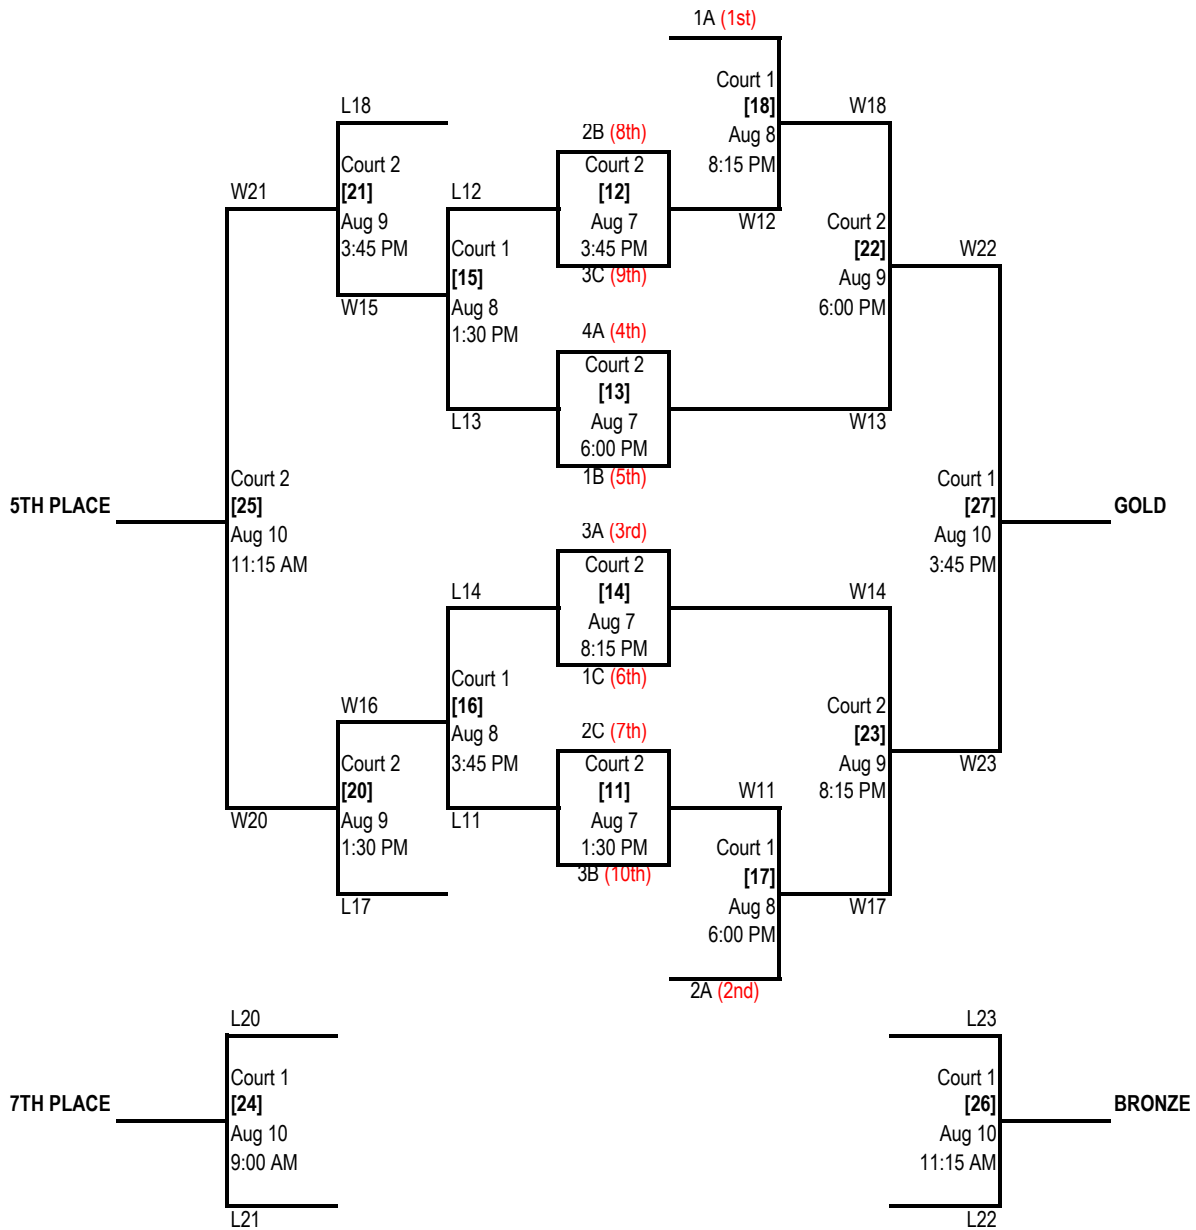 1A (1st)
Court 1
[18]
Aug 8
8:15 PM
W18
L18
2B (8th)
Court 2
[21]
Aug 9
3:45 PM
W21
L12
Court 2
[12]
Aug 7
3:45 PM
3C (9th)
W12
Court 2
[22]
Aug 9
6:00 PM
W22
W15
Court 1
[15]
Aug 8
1:30 PM
4A (4th)
Court 2
[13]
Aug 7
6:00 PM
1B (5th)
L13
W13
5TH PLACE
Court 2
[25]
Aug 10
11:15 AM
Court 1
[27]
Aug 10
3:45 PM
GOLD
3A (3rd)
Court 2
[14]
Aug 7
8:15 PM
1C (6th)
L14
W14
Court 1
[16]
Aug 8
3:45 PM
W16
2C (7th)
Court 2
[23]
Aug 9
8:15 PM
W23
Court 2
[20]
Aug 9
1:30 PM
W20
L11
Court 2
[11]
Aug 7
1:30 PM
3B (10th)
W11
Court 1
[17]
Aug 8
6:00 PM
L17
W17
2A (2nd)
L20
L23
7TH PLACE
Court 1
[24]
Aug 10
9:00 AM
Court 1
[26]
Aug 10
11:15 AM
BRONZE
L21
L22